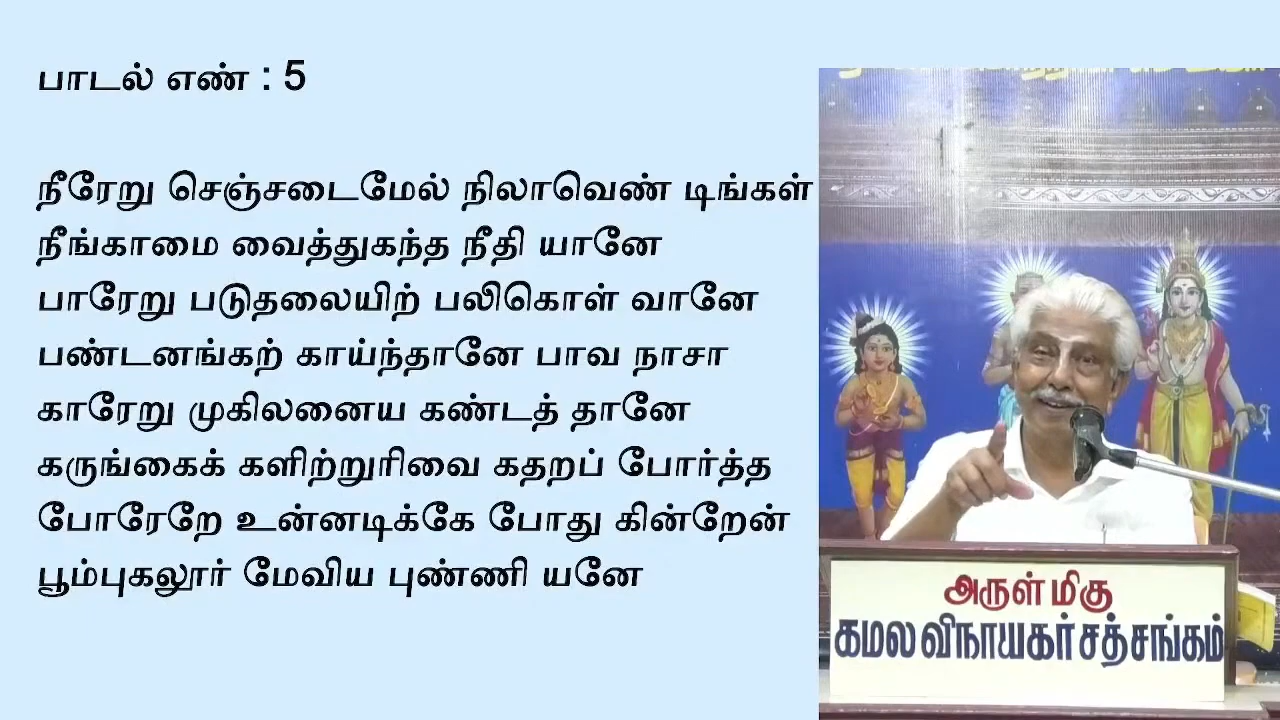 பாடல் எண் : 5
நீரேறு செஞ்சடைமேல் நிலாவெண் டிங்கள்
நீங்காமை வைத்துகந்த நீதி யானே
பாரேறு படுதலையிற் பலிகொள் வானே
பண்டனங்கற் காய்ந்தானே பாவ நாசா
காரேறு முகிலனைய கண்டத் தானே
கருங்கைக் களிற்றுரிவை கதறப் போர்த்த
போரேறே உன்னடிக்கே போது கின்றேன்
பூம்புகலூர் மேவிய புண்ணி யனே
அருள் மிகு
கமல விநாயகர் சத்சங்கம்